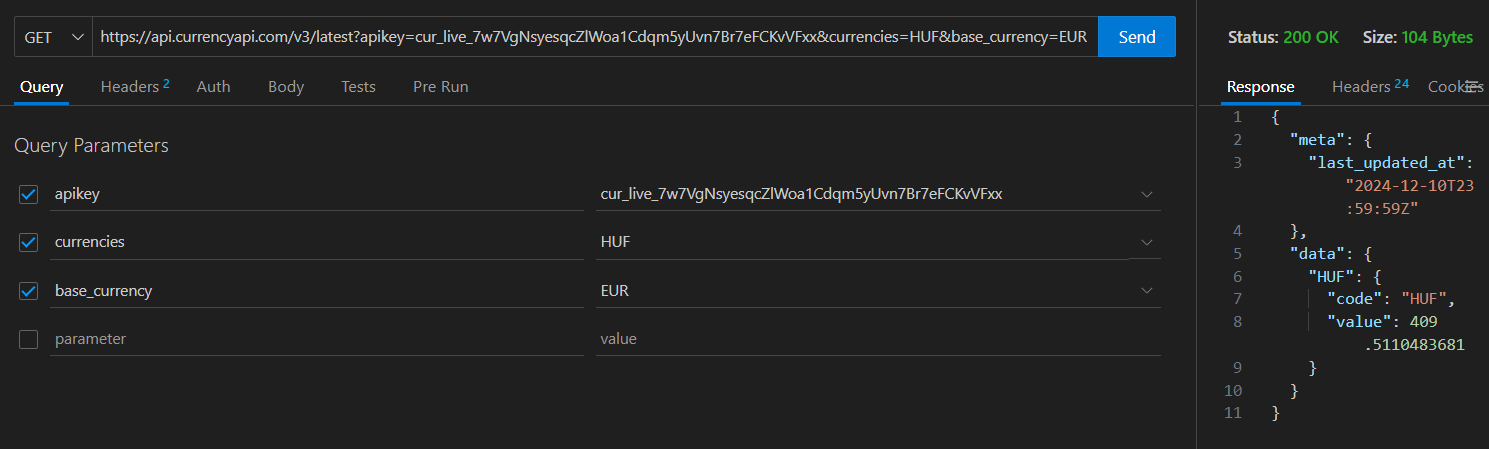 GET
https://api.currencyapi.com/v3/latest?apikey=cur_live_7w7VgNsyesqcZlWoa1Cdqm5yUvn7Br7eFCKvVFxx&currencies=HUF&base_currency=EUR
Send
Query Headers 2 Auth Body Tests Pre Run
Query Parameters
apikey cur_live_7w7VgNsyesqcZlWoa1Cdqm5yUvn7Br7eFCKvVFxx
currencies HUF
base_currency EUR
parameter value
Status: 200 OK Size: 104 Bytes
Response Headers 24 Cookies
1 {
2 "meta": {
3 "last_updated_at":
"2024-12-10T23
:59:59Z"
4 },
5 "data": {
6 "HUF": {
7 "code": "HUF",
8 "value": 409
.5110483681
9 }
10 }
11 }